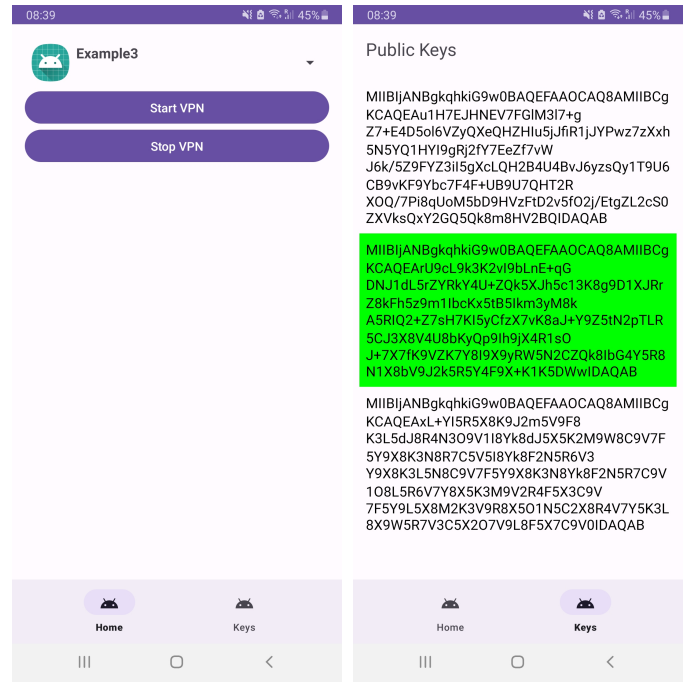 08:39
45%
Example3
Start VPN
Stop VPN
Home
Keys
08:39
45%
Public Keys
MIIBIjANBgkqhkiG9w0BAQEFAAOCAQ8AMIIBCg
KCAQEAu1H7EJHNEV7FGlM3l7+g
Z7+E4D5ol6VZyQXeQHZHIu5jJfiR1jJYPwz7zXxh
5N5YQ1HYI9gRj2fY7EeZf7vW
J6k/5Z9FYZ3iI5gXcLQH2B4U4BvJ6yzsQy1T9U6
CB9vKF9Ybc7F4F+UB9U7QHT2R
XOQ/7Pi8qUoM5bD9HVzFtD2v5fO2j/EtgZL2cS0
ZXVksQxY2GQ5Qk8m8HV2BQIDAQAB
MIIBIjANBgkqhkiG9w0BAQEFAAOCAQ8AMIIBCg
KCAQEArU9cL9k3K2vI9bLnE+qG
DNJ1dL5rZYRkY4U+ZQk5XJh5c13K8g9D1XJRr
Z8kFh5z9m1IbcKx5tB5Ikm3yM8k
A5RIQ2+Z7sH7KI5yCfzX7vK8aJ+Y9Z5tN2pTLR
5CJ3X8V4U8bKyQp9Ih9jX4R1sO
J+7X7fK9VZK7Y8I9X9yRW5N2CZQk8IbG4Y5R8
N1X8bV9J2k5R5Y4F9X+K1K5DWwIDAQAB
MIIBIjANBgkqhkiG9w0BAQEFAAOCAQ8AMIIBCg
KCAQEAxL+YI5R5X8K9J2m5V9F8
K3L5dJ8R4N3O9V1I8Yk8dJ5X5K2M9W8C9V7F
5Y9X8K3N8R7C5V5I8Yk8F2N5R6V3
Y9X8K3L5N8C9V7F5Y9X8K3N8Yk8F2N5R7C9V
1O8L5R6V7Y8X5K3M9V2R4F5X3C9V
7F5Y9L5X8M2K3V9R8X5O1N5C2X8R4V7Y5K3L
8X9W5R7V3C5X2O7V9L8F5X7C9V0IDAQAB
Home
Keys